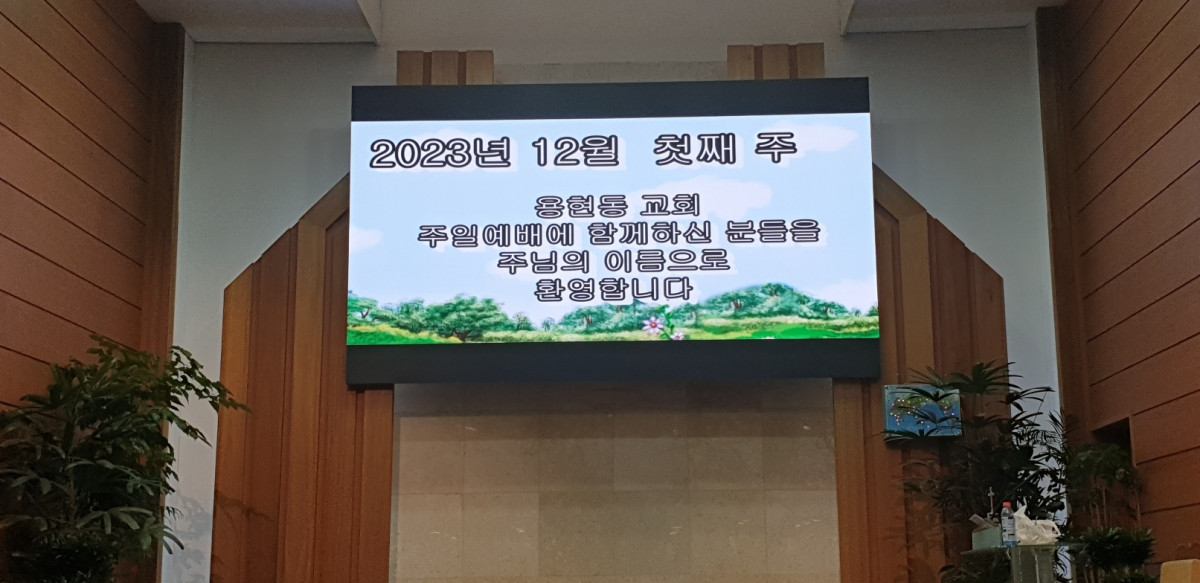 2023년 12월 첫째 주
용현동 교회
주일예배에 함께하신 분들을
주님의 이름으로
환영합니다